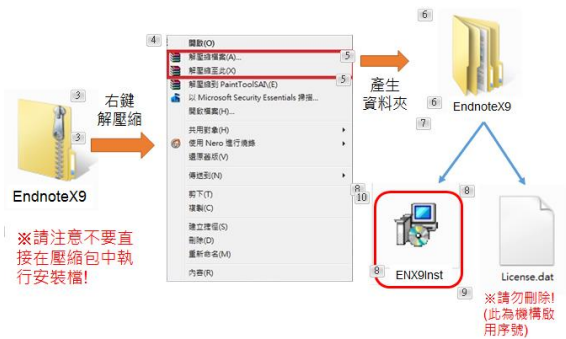 右鍵
解壓縮
EndnoteX9
※請注意不要直
接在壓縮包中執
行安裝檔!
開啟(O)
解壓縮檔案(A)...
解壓縮至此(X)
解壓縮到 PaintToolSAI\(E)
以 Microsoft Security Essentials 掃描...
開啟檔案(H)...
共用對象(H)
使用 Nero 進行燒錄
還原舊版(V)
傳送到(N)
剪下(T)
複製(C)
建立捷徑(S)
刪除(D)
重新命名(M)
內容(R)
產生
資料夾
EndnoteX9
ENX9Inst
License.dat
※請勿刪除!
(此為機構啟
用序號)
3
3
4
5
5
6
6
7
8
8
8
9
10